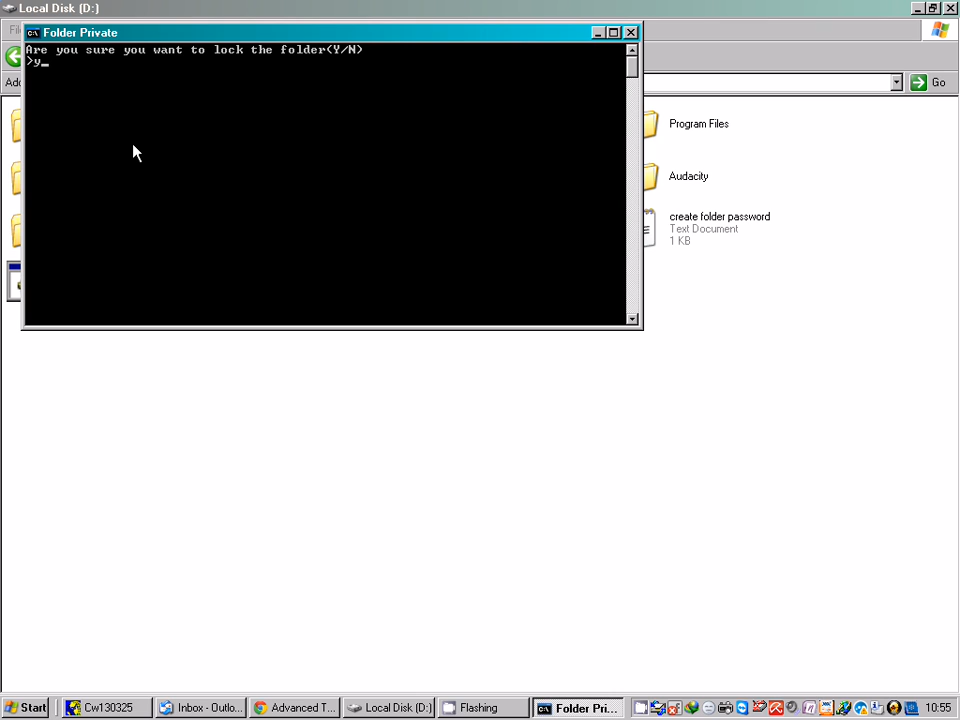 Local Disk (D:)
Folder Private
Are you sure you want to lock the folder(Y/N)
>y_
Go
Program Files
Audacity
create folder password
Text Document
1 KB
Start
Cw130325
Inbox - Outlo...
Advanced T...
Local Disk (D:)
Flashing
Folder Pri...
10:55